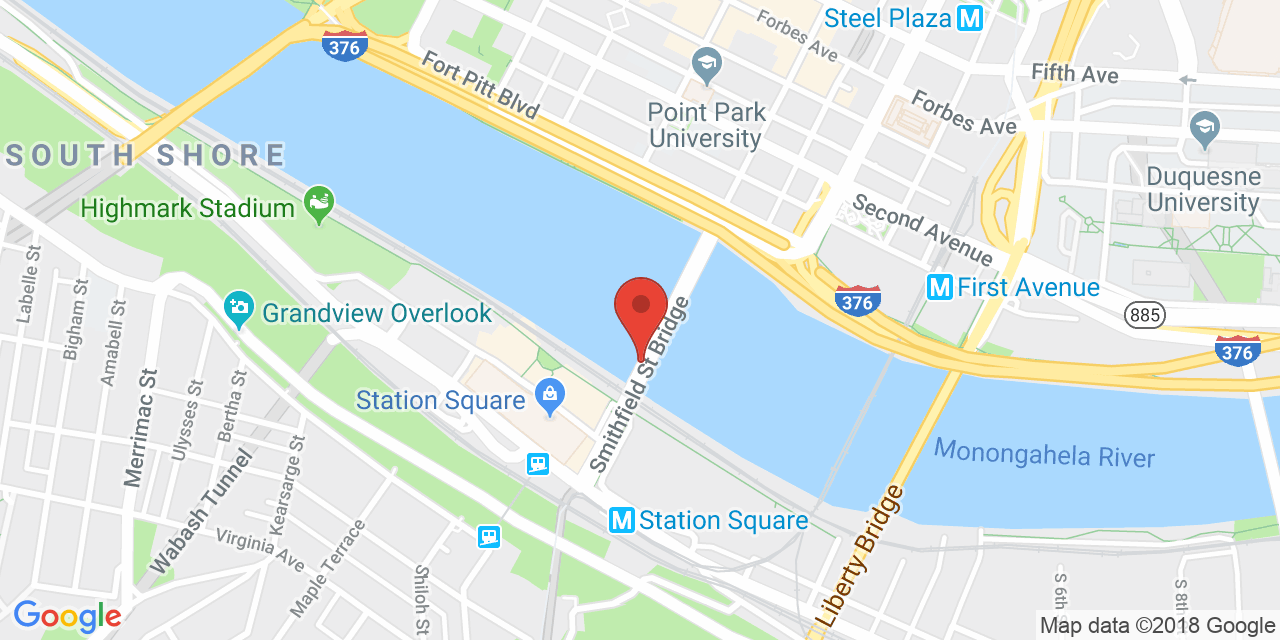 Steel Plaza M
Forbes Ave
376
Fort Pitt Blvd
Fifth Ave
Point Park
University
Forbes Ave
SOUTH SHORE
Duquesne
University
Highmark Stadium
Second Avenue
Labelle St
Bigham St
Amabell St
Grandview Overlook
M First Avenue
376
885
376
Smithfield St Bridge
Station Square
Merrimac St
Ulysses St
Bertha St
Kearsarge St
Wabash Tunnel
Monongahela River
M Station Square
Virginia Ave
Maple Terrace
Shiloh St
Liberty Bridge
S 6th
S 8th
Google
Map data ©2018 Google